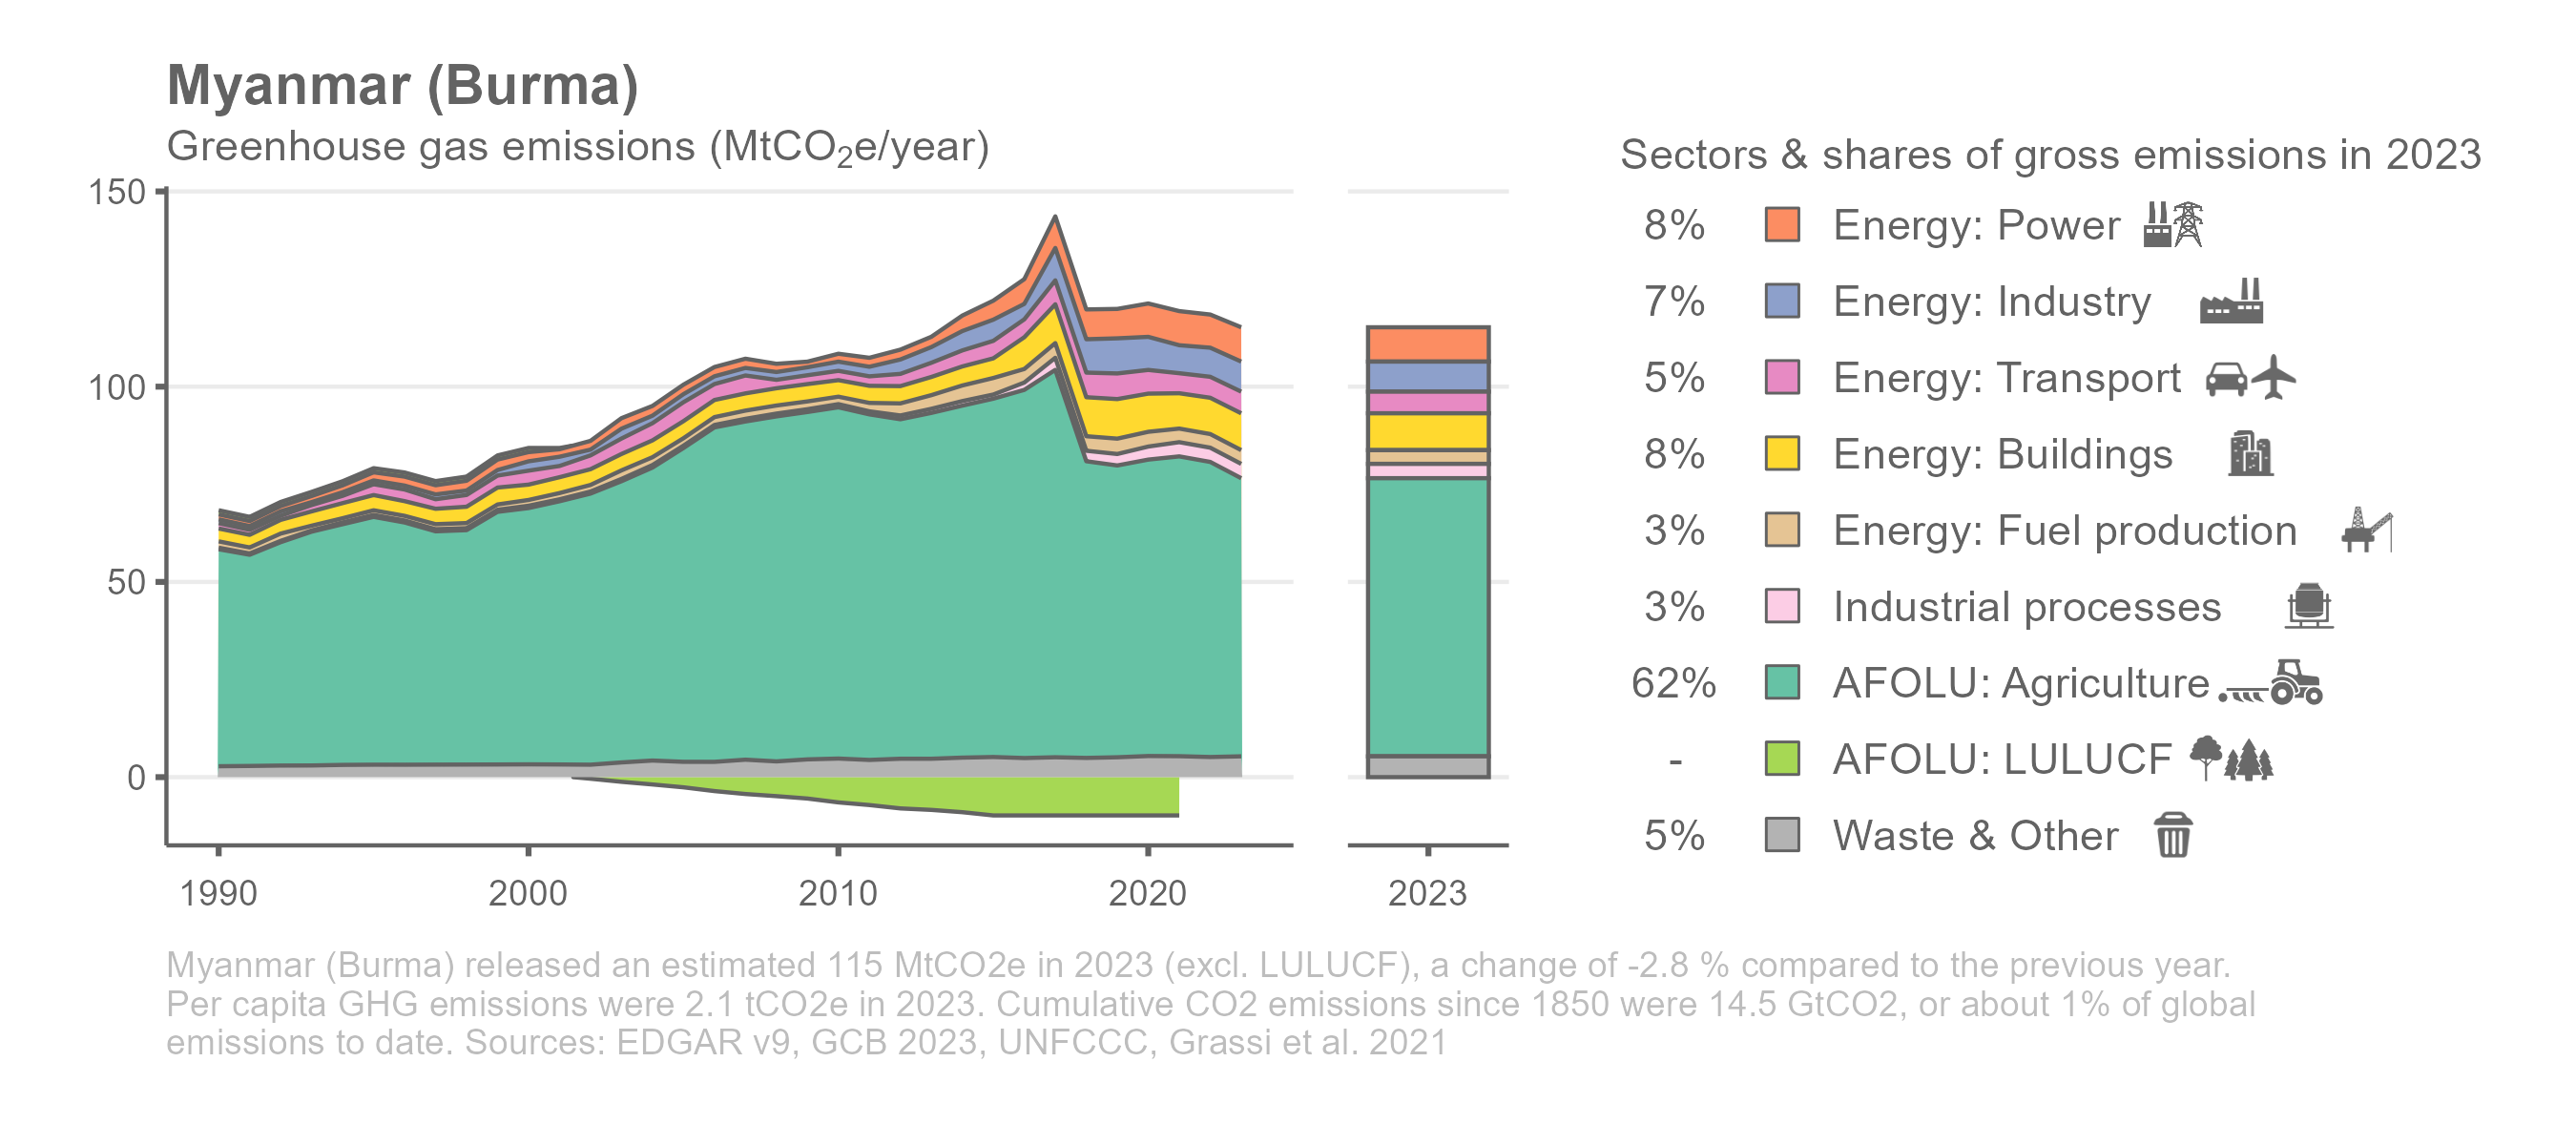 Myanmar (Burma)
Greenhouse gas emissions (MtCO₂e/year)
150
100
50
0
1990
2000
2010
2020
2023
Sectors & shares of gross emissions in 2023
8% Energy: Power
7% Energy: Industry
5% Energy: Transport
8% Energy: Buildings
3% Energy: Fuel production
3% Industrial processes
62% AFOLU: Agriculture
- AFOLU: LULUCF
5% Waste & Other
Myanmar (Burma) released an estimated 115 MtCO2e in 2023 (excl. LULUCF), a change of -2.8 % compared to the previous year.
Per capita GHG emissions were 2.1 tCO2e in 2023. Cumulative CO2 emissions since 1850 were 14.5 GtCO2, or about 1% of global
emissions to date. Sources: EDGAR v9, GCB 2023, UNFCCC, Grassi et al. 2021